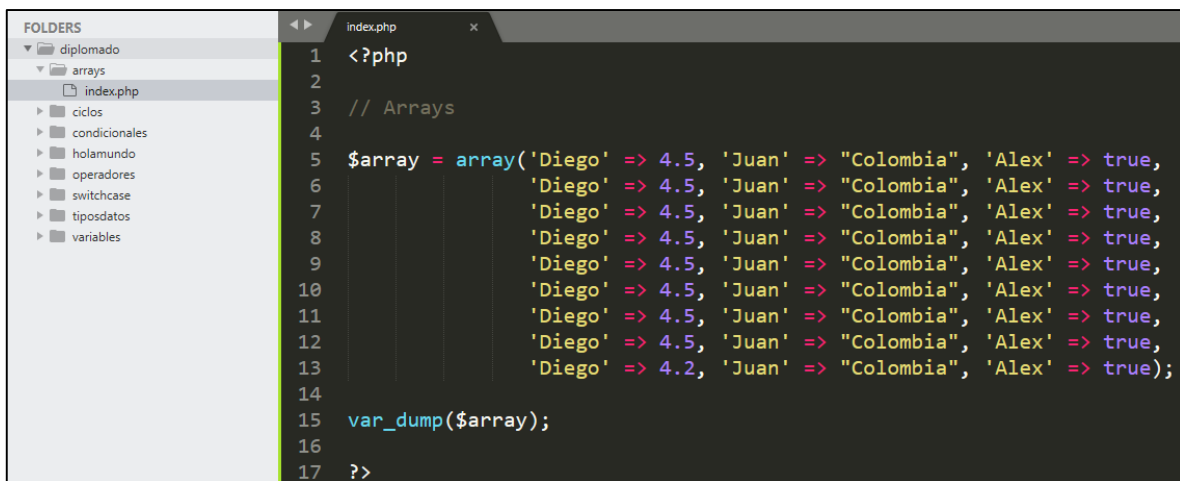 FOLDERS
diplomado
arrays
index.php
ciclos
condicionales
holamundo
operadores
switchcase
tiposdatos
variables
index.php ×
1 <?php
2
3 // Arrays
4
5 $array = array('Diego' => 4.5, 'Juan' => "Colombia", 'Alex' => true,
6 'Diego' => 4.5, 'Juan' => "Colombia", 'Alex' => true,
7 'Diego' => 4.5, 'Juan' => "Colombia", 'Alex' => true,
8 'Diego' => 4.5, 'Juan' => "Colombia", 'Alex' => true,
9 'Diego' => 4.5, 'Juan' => "Colombia", 'Alex' => true,
10 'Diego' => 4.5, 'Juan' => "Colombia", 'Alex' => true,
11 'Diego' => 4.5, 'Juan' => "Colombia", 'Alex' => true,
12 'Diego' => 4.5, 'Juan' => "Colombia", 'Alex' => true,
13 'Diego' => 4.2, 'Juan' => "Colombia", 'Alex' => true);
14
15 var_dump($array);
16
17 ?>